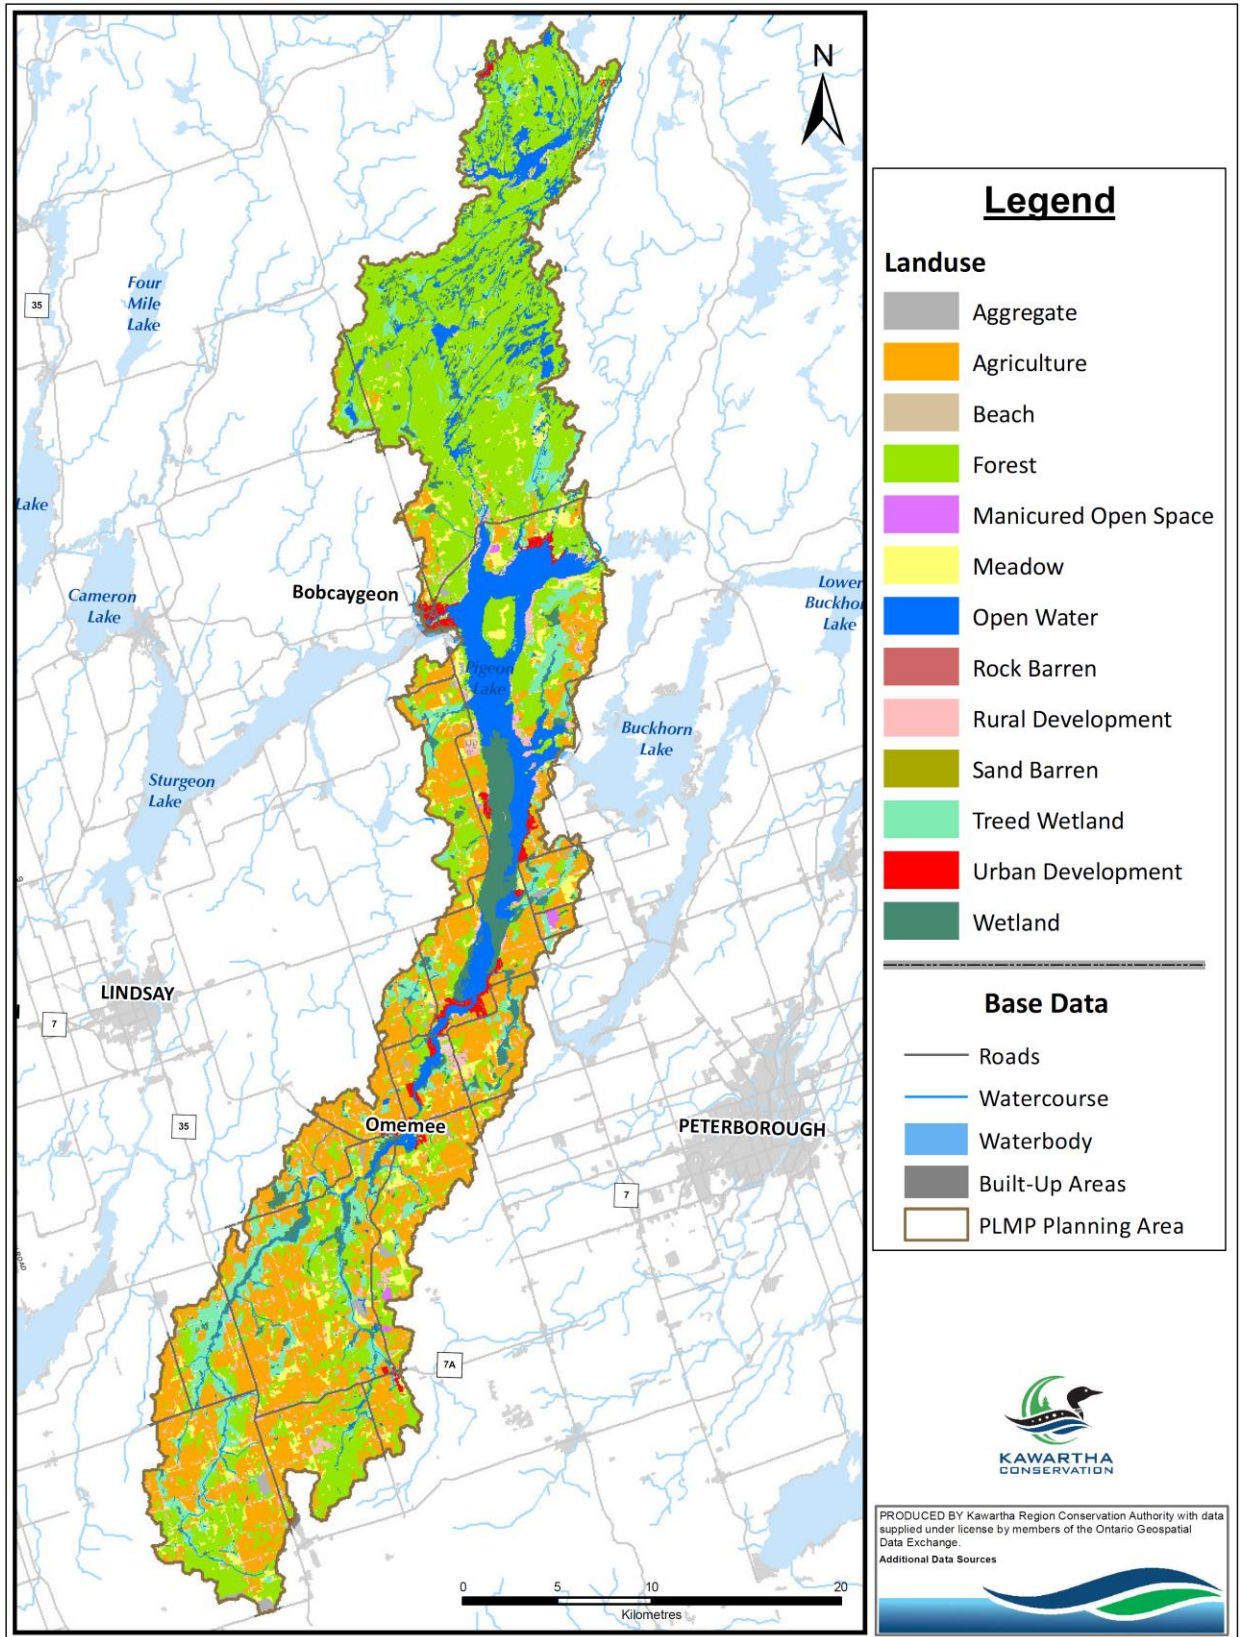 N
Four
Mile
Lake
35
Lake
Cameron
Lake
Bobcaygeon
Lower
Buckhor
Lake
Pigeon
Lake
Buckhorn
Lake
Sturgeon
Lake
LINDSAY
7
35
Omemee
PETERBOROUGH
7
7A
0 5 10 20
Kilometres
Legend
Landuse
Aggregate
Agriculture
Beach
Forest
Manicured Open Space
Meadow
Open Water
Rock Barren
Rural Development
Sand Barren
Treed Wetland
Urban Development
Wetland
Base Data
Roads
Watercourse
Waterbody
Built-Up Areas
PLMP Planning Area
KAWARTHA
CONSERVATION
PRODUCED BY Kawartha Region Conservation Authority with data
supplied under license by members of the Ontario Geospatial
Data Exchange.
Additional Data Sources